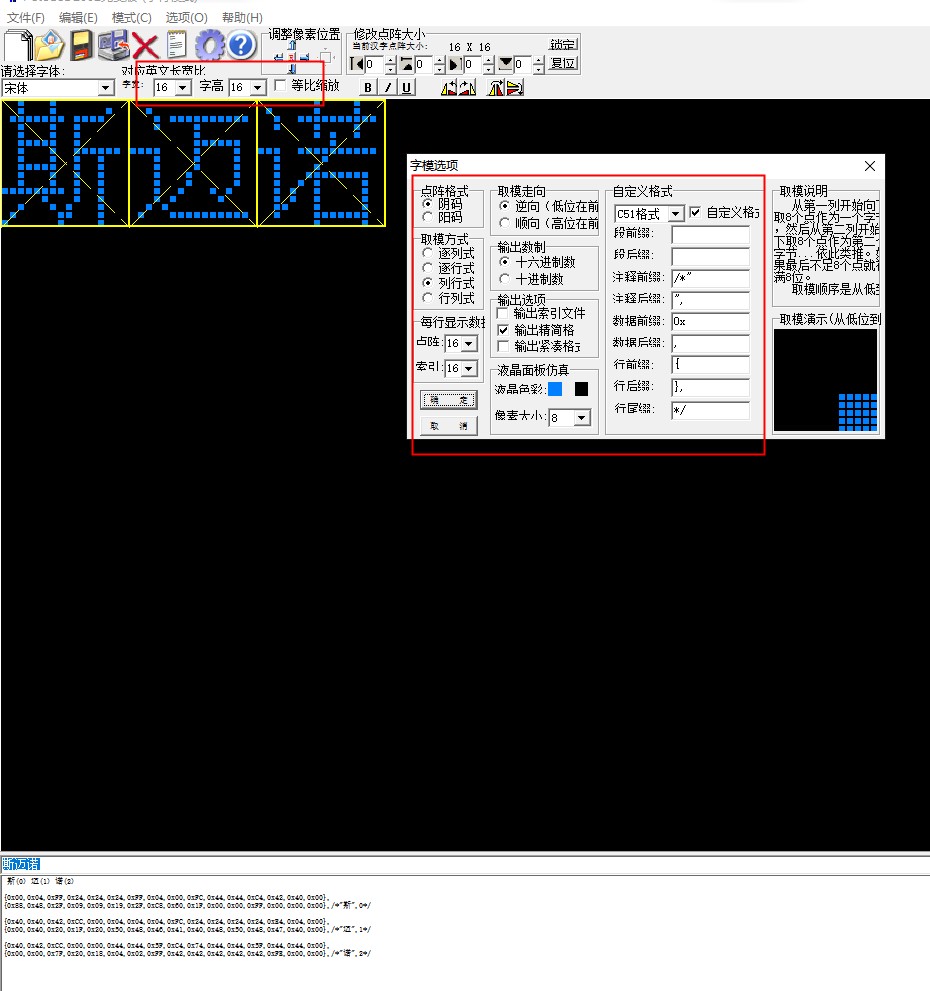 文件(F) 编辑(E) 模式(C) 选项(O) 帮助(H)
调整像素位置 修改点阵大小
当前汉字点阵大小: 16 X 16 锁定
0 0 0 0 复位
请选择字体: 对应英文长宽比
宋体 字宽: 16 字高 16 等比缩放 B I U
字模选项
点阵格式
阴码
阳码
取模方式
逐列式
逐行式
列行式
行列式
每行显示数据
点阵: 16
索引: 16
确 定
取 消
取模走向
逆向(低位在前
顺向(高位在前
输出数制
十六进制数
十进制数
输出选项
输出索引文件
输出精简格
输出紧凑格式
液晶面板仿真
液晶色彩:
像素大小: 8
自定义格式
C51格式 自定义格式
段前缀:
段后缀:
注释前缀: /*"
注释后缀: ",
数据前缀: 0x
数据后缀: ,
行前缀: {
行后缀: },
行尾缀: */
取模说明
从第一列开始向下
取8个点作为一个字节
,然后从第二列开始
下取8个点作为第二个
字节...依此类推。如
果最后不足8个点就补
满8位。
取模顺序是从低到
取模演示(从低位到
斯迈诺
斯(0) 迈(1) 诺(2)
{0x00,0x04,0xFF,0x24,0x24,0x24,0xFF,0x04,0x00,0xFC,0x44,0x44,0xC4,0x42,0x40,0x00},
{0x88,0x48,0x2F,0x09,0x09,0x19,0x2F,0xC8,0x60,0x1F,0x00,0x00,0xFF,0x00,0x00,0x00},/*"斯",0*/
{0x40,0x40,0x42,0xCC,0x00,0x04,0x04,0x04,0xFC,0x24,0x24,0x24,0x24,0xE4,0x04,0x00},
{0x00,0x40,0x20,0x1F,0x20,0x50,0x48,0x46,0x41,0x40,0x48,0x50,0x48,0x47,0x40,0x00},/*"迈",1*/
{0x40,0x42,0xCC,0x00,0x00,0x44,0x44,0x5F,0xC4,0x74,0x44,0x44,0x5F,0x44,0x44,0x00},
{0x00,0x00,0x7F,0x20,0x18,0x04,0x02,0xFF,0x42,0x42,0x42,0x42,0x42,0xFE,0x00,0x00},/*"诺",2*/